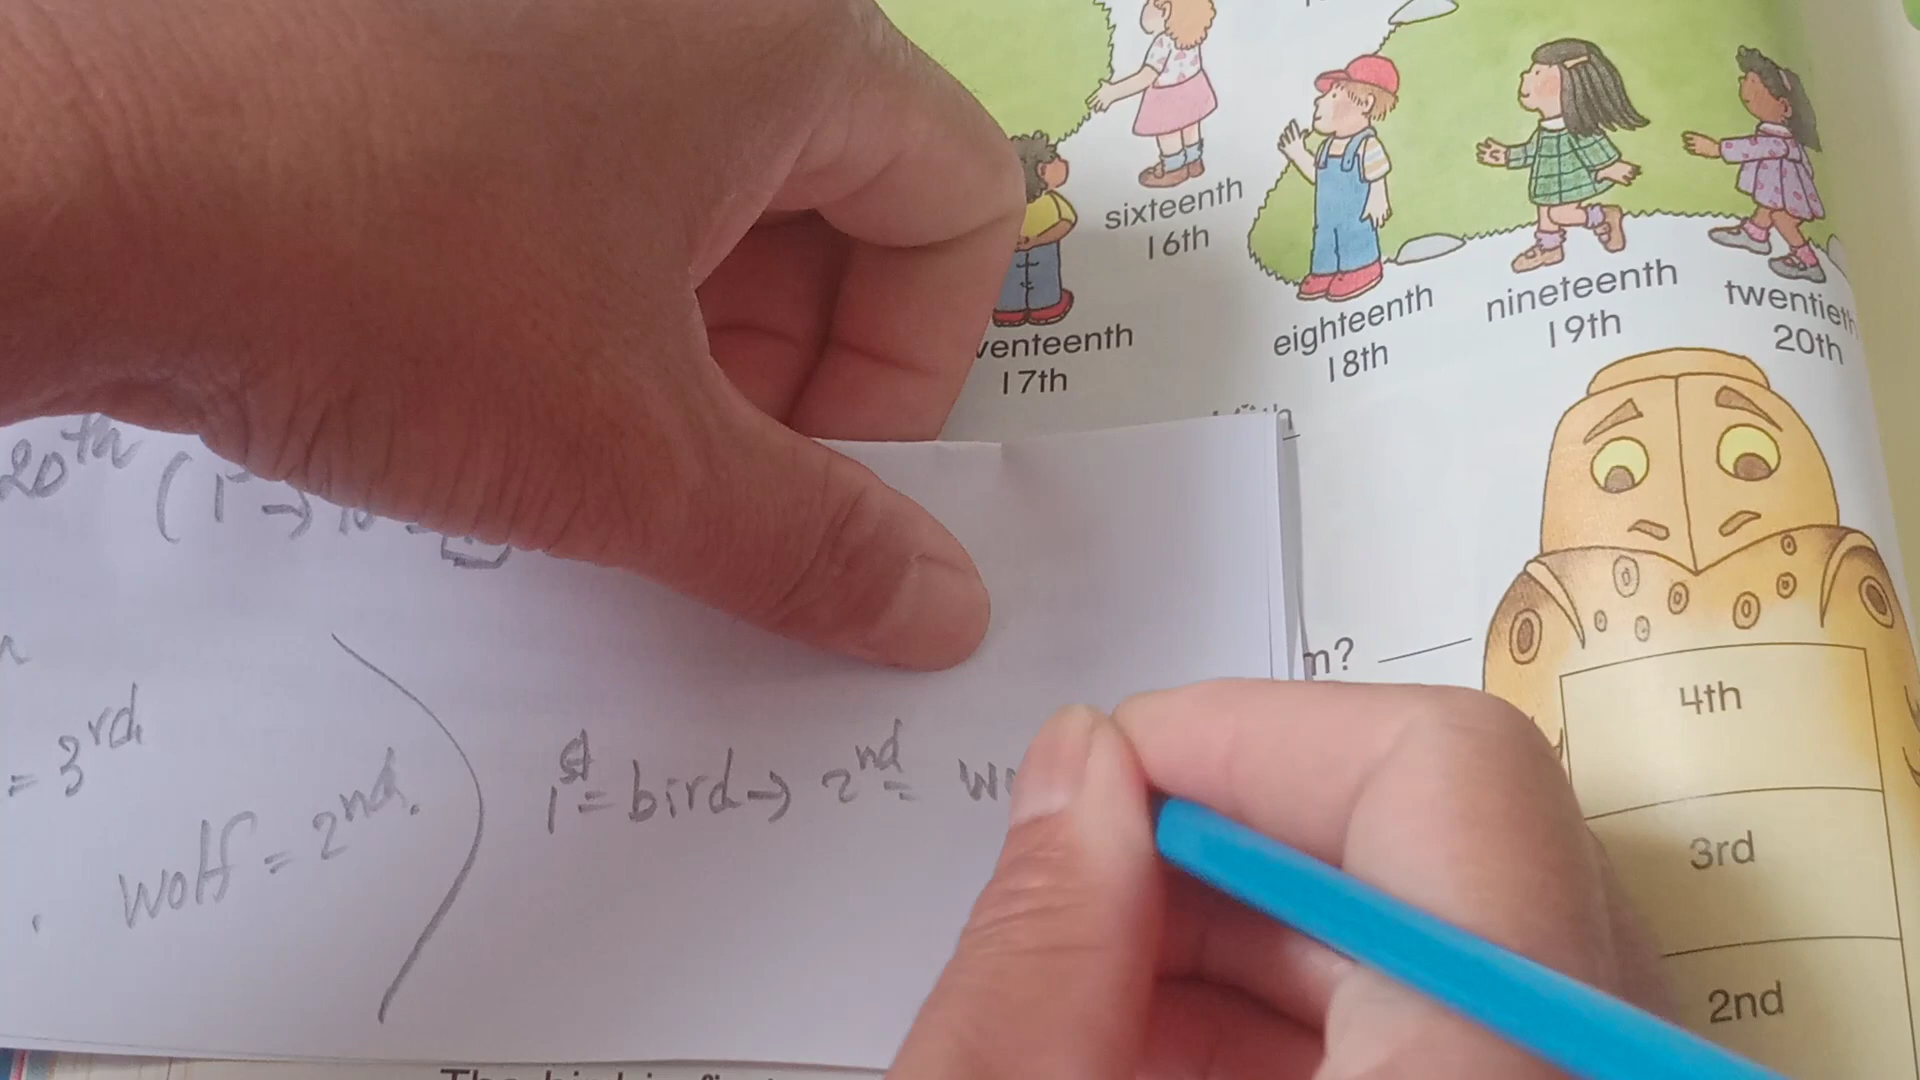 sixteenth
16th
venteenth
17th
eighteenth
18th
nineteenth
19th
twentieth
20th
20th
= 3rd
wolf = 2nd.
1st = bird → 2nd =
m?
4th
3rd
2nd